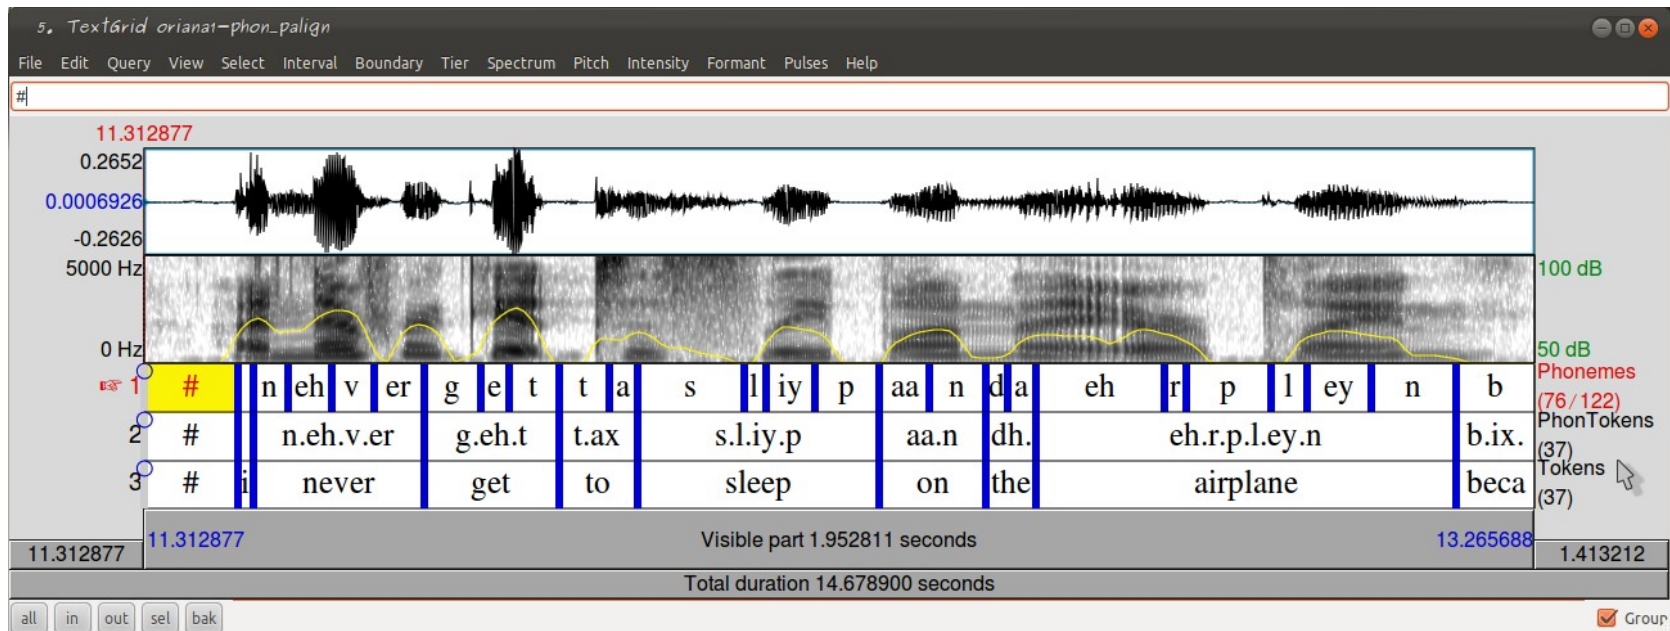 5. TextGrid oriana1-phon_palign
File Edit Query View Select Interval Boundary Tier Spectrum Pitch Intensity Formant Pulses Help
#
11.312877
0.2652
0.0006926
-0.2626
5000 Hz 100 dB
0 Hz 50 dB
1 # n eh v er g e t t a s l iy p aa n d a eh r p l ey n b Phonemes
(76/122)
2 # n.eh.v.er g.eh.t t.ax s.l.iy.p aa.n dh. eh.r.p.l.ey.n b.ix. PhonTokens
(37)
3 # i never get to sleep on the airplane beca Tokens
(37)
11.312877 11.312877 Visible part 1.952811 seconds 13.265688 1.413212
Total duration 14.678900 seconds
all in out sel bak Group